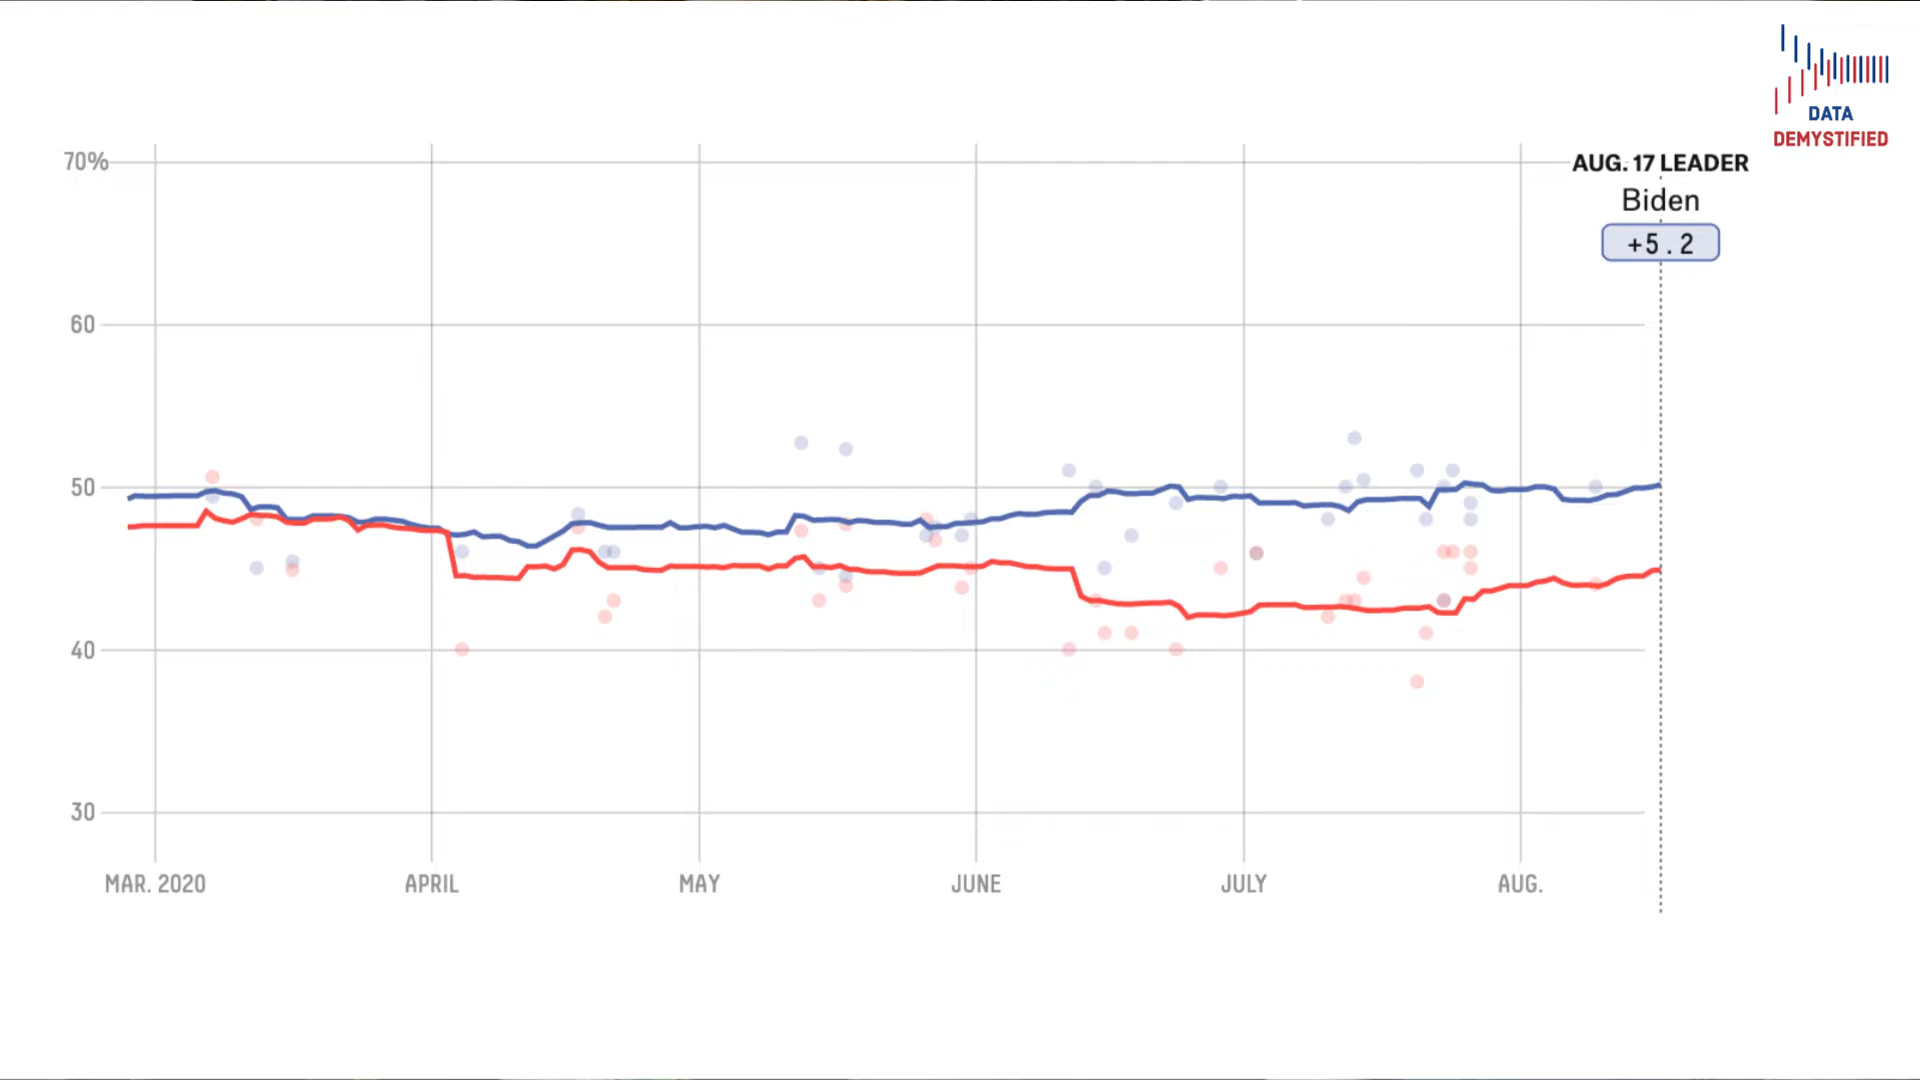 DATA
DEMYSTIFIED
70%
AUG. 17 LEADER
Biden
+5.2
60
50
40
30
MAR. 2020
APRIL
MAY
JUNE
JULY
AUG.